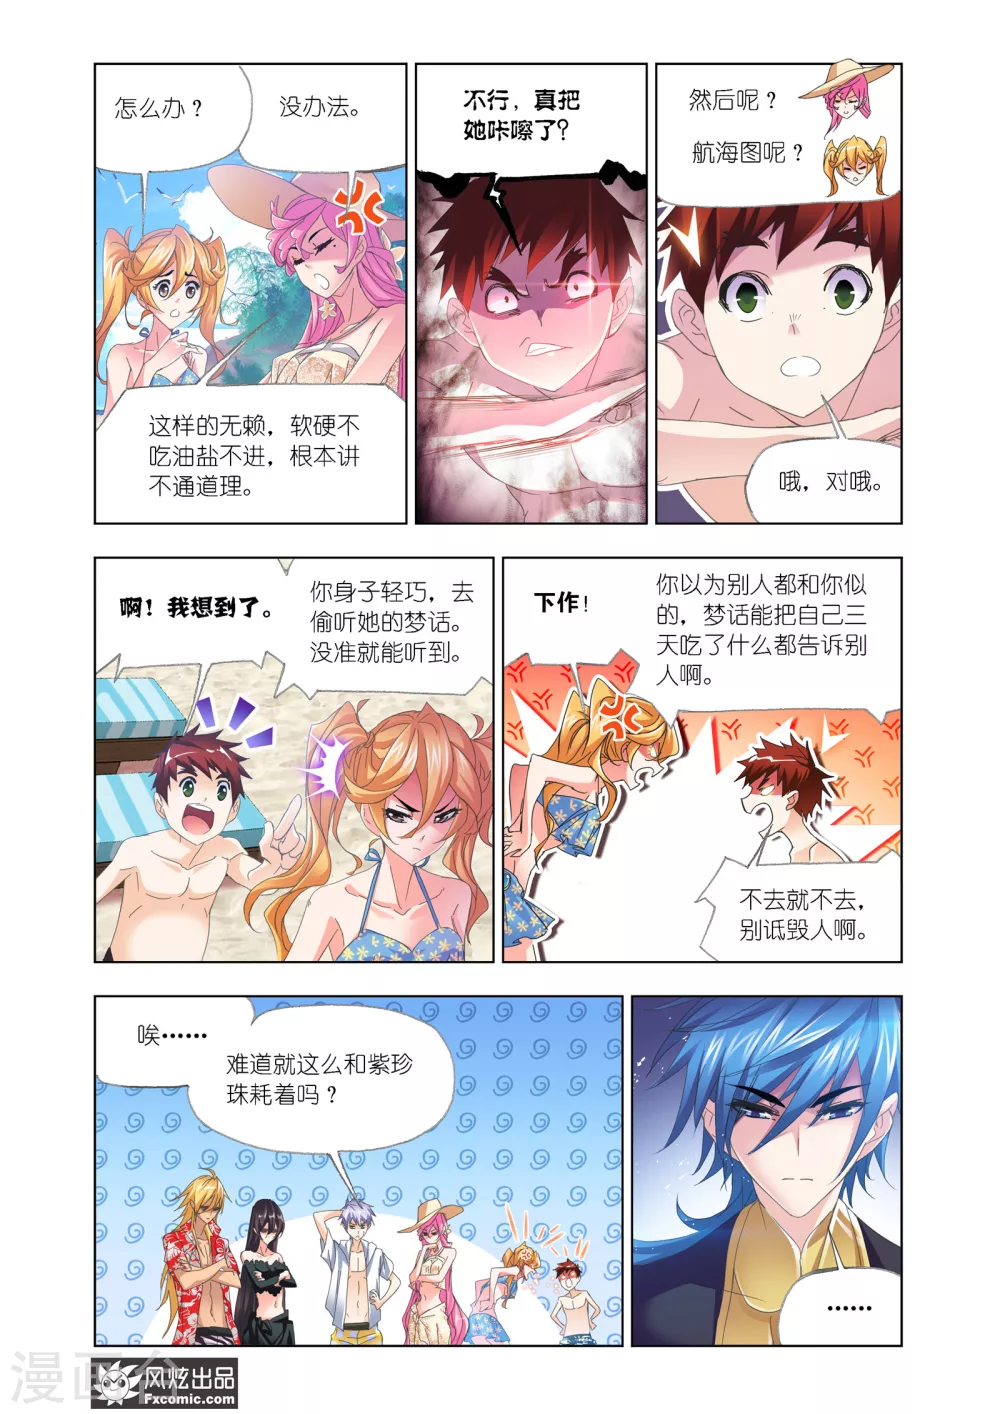 怎么办？
没办法。
这样的无赖，软硬不
吃油盐不进，根本讲
不通道理。
不行，真把
她咔嚓了？
然后呢？
航海图呢？
哦，对哦。
啊！我想到了。
你身子轻巧，去
偷听她的梦话。
没准就能听到。
下作！
你以为别人都和你似
的，梦话能把自己三
天吃了什么都告诉别
人啊。
不去就不去，
别诋毁人啊。
唉……
难道就这么和紫珍
珠耗着吗？
……
漫画台
风炫出品
Fxcomic.com